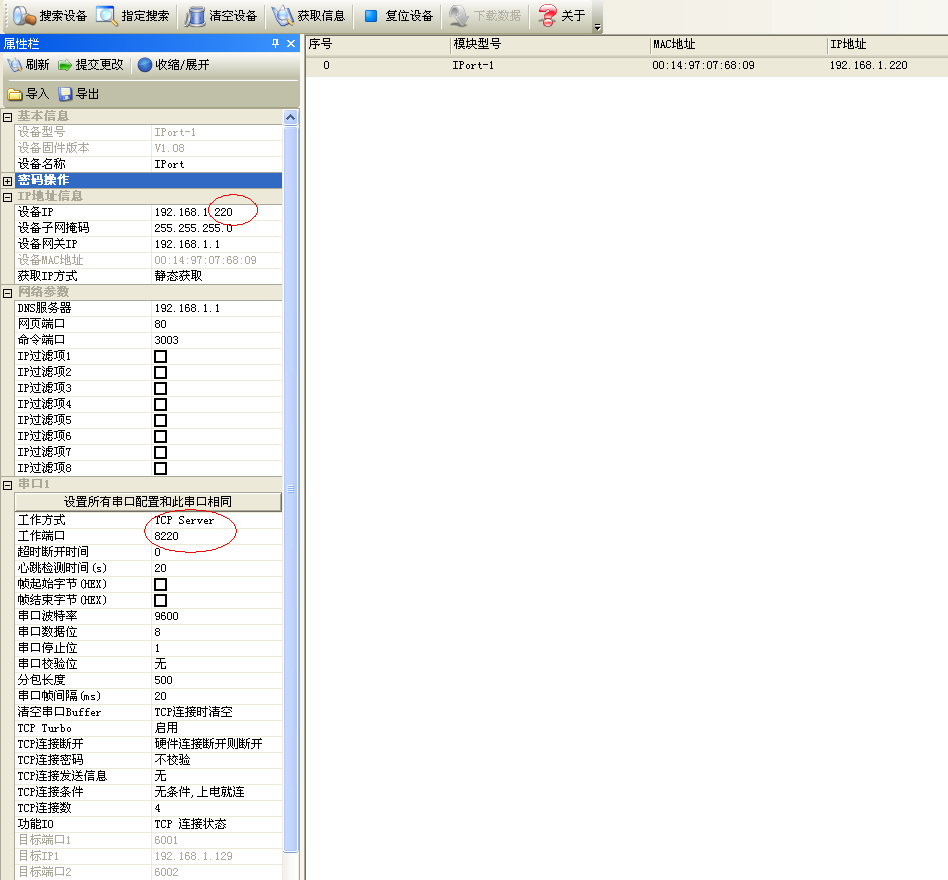 搜索设备 指定搜索 清空设备 获取信息 复位设备 下载数据 关于
属性栏
刷新 提交更改 收缩/展开
导入 导出
序号 模块型号 MAC地址 IP地址
0 IPort-1 00:14:97:07:68:09 192.168.1.220
基本信息
设备型号 IPort-1
设备固件版本 V1.08
设备名称 IPort
密码操作
IP地址信息
设备IP 192.168.1.220
设备子网掩码 255.255.255.0
设备网关IP 192.168.1.1
设备MAC地址 00:14:97:07:68:09
获取IP方式 静态获取
网络参数
DNS服务器 192.168.1.1
网页端口 80
命令端口 3003
IP过滤项1
IP过滤项2
IP过滤项3
IP过滤项4
IP过滤项5
IP过滤项6
IP过滤项7
IP过滤项8
串口1
设置所有串口配置和此串口相同
工作方式 TCP Server
工作端口 8220
超时断开时间 0
心跳检测时间(s) 20
帧起始字节(HEX)
帧结束字节(HEX)
串口波特率 9600
串口数据位 8
串口停止位 1
串口校验位 无
分包长度 500
串口帧间隔(ms) 20
清空串口Buffer TCP连接时清空
TCP Turbo 启用
TCP连接断开 硬件连接断开则断开
TCP连接密码 不校验
TCP连接发送信息 无
TCP连接条件 无条件,上电就连
TCP连接数 4
功能IO TCP 连接状态
目标端口1 6001
目标IP1 192.168.1.129
目标端口2 6002